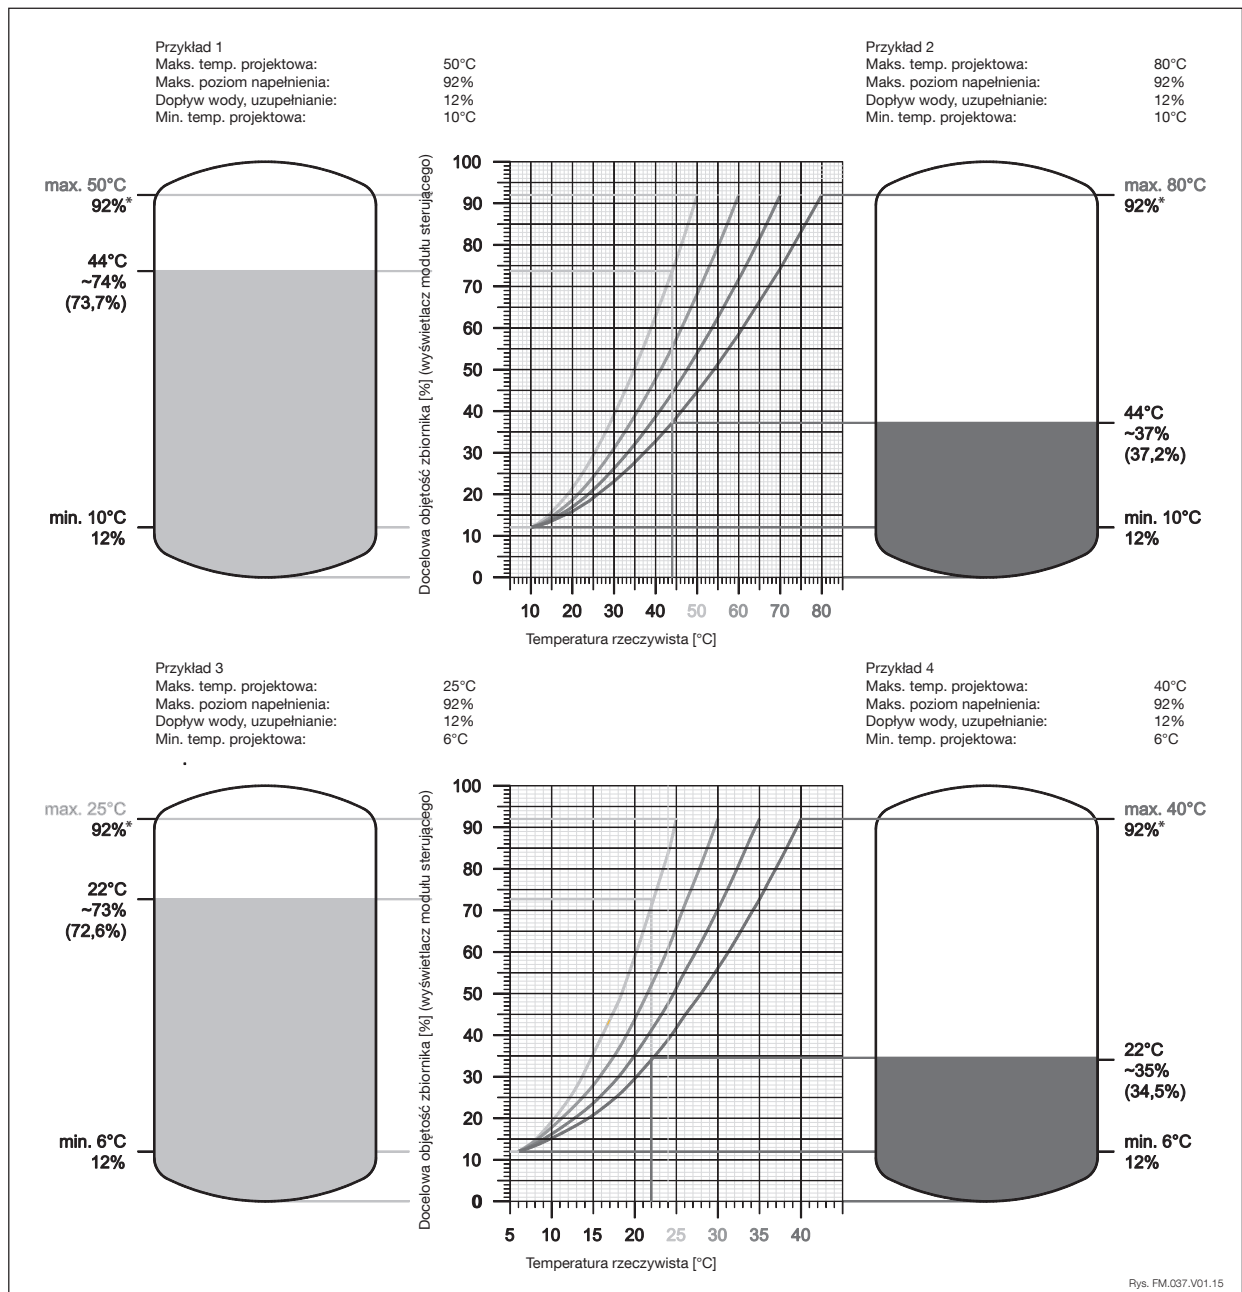 Przykład 1
Maks. temp. projektowa: 50°C
Maks. poziom napełnienia: 92%
Dopływ wody, uzupełnianie: 12%
Min. temp. projektowa: 10°C
Przykład 2
Maks. temp. projektowa: 80°C
Maks. poziom napełnienia: 92%
Dopływ wody, uzupełnianie: 12%
Min. temp. projektowa: 10°C
max. 50°C
92%*
44°C
~74%
(73,7%)
min. 10°C
12%
Docelowa objętość zbiornika [%] (wyświetlacz modułu sterującego)
100
90
80
70
60
50
40
30
20
10
0
10 20 30 40 50 60 70 80
Temperatura rzeczywista [°C]
max. 80°C
92%*
44°C
~37%
(37,2%)
min. 10°C
12%
Przykład 3
Maks. temp. projektowa: 25°C
Maks. poziom napełnienia: 92%
Dopływ wody, uzupełnianie: 12%
Min. temp. projektowa: 6°C
Przykład 4
Maks. temp. projektowa: 40°C
Maks. poziom napełnienia: 92%
Dopływ wody, uzupełnianie: 12%
Min. temp. projektowa: 6°C
max. 25°C
92%*
22°C
~73%
(72,6%)
min. 6°C
12%
Docelowa objętość zbiornika [%] (wyświetlacz modułu sterującego)
100
90
80
70
60
50
40
30
20
10
0
5 10 15 20 25 30 35 40
Temperatura rzeczywista [°C]
max. 40°C
92%*
22°C
~35%
(34,5%)
min. 6°C
12%
Rys. FM.037.V01.15